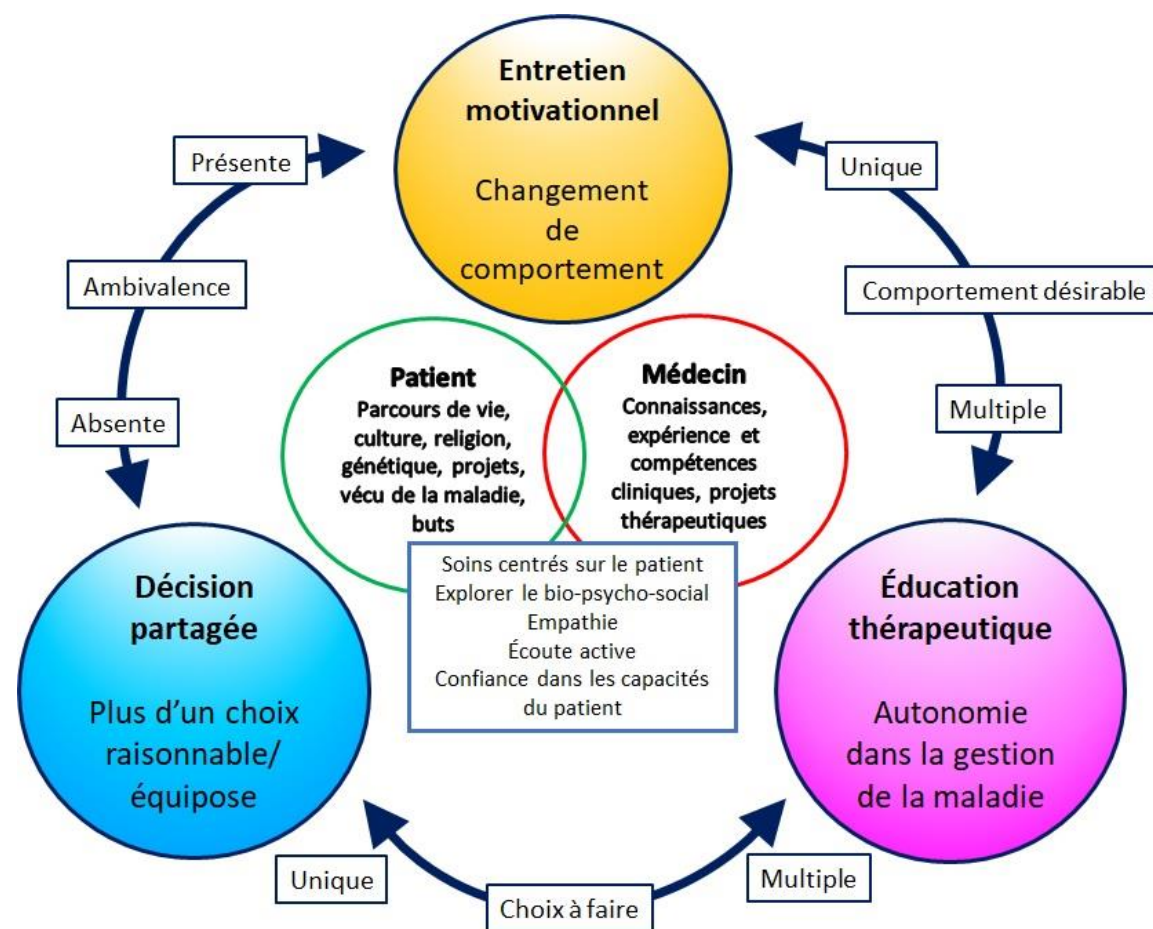 Entretien
motivationnel
Changement
de
comportement
Présente
Ambivalence
Absente
Unique
Comportement désirable
Multiple
Patient
Parcours de vie,
culture, religion,
génétique, projets,
vécu de la maladie,
buts
Médecin
Connaissances,
expérience et
compétences
cliniques, projets
thérapeutiques
Soins centrés sur le patient
Explorer le bio-psycho-social
Empathie
Écoute active
Confiance dans les capacités
du patient
Décision
partagée
Plus d’un choix
raisonnable/
équipose
Éducation
thérapeutique
Autonomie
dans la gestion
de la maladie
Unique
Choix à faire
Multiple